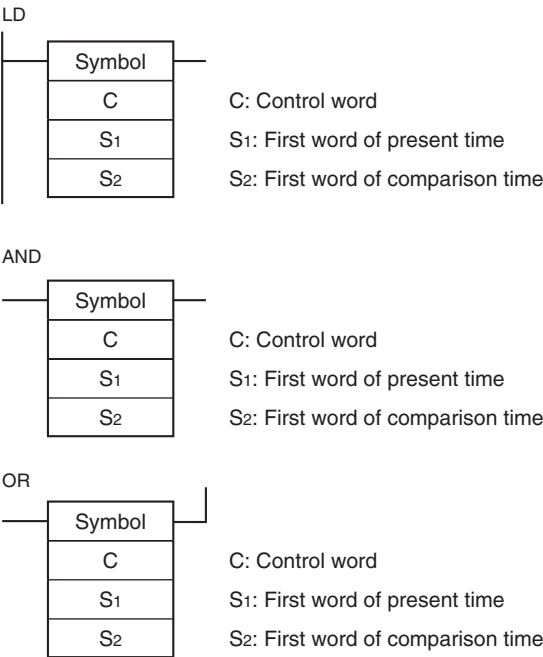 LD
Symbol
C C: Control word
S1 S1: First word of present time
S2 S2: First word of comparison time
AND
Symbol
C C: Control word
S1 S1: First word of present time
S2 S2: First word of comparison time
OR
Symbol
C C: Control word
S1 S1: First word of present time
S2 S2: First word of comparison time